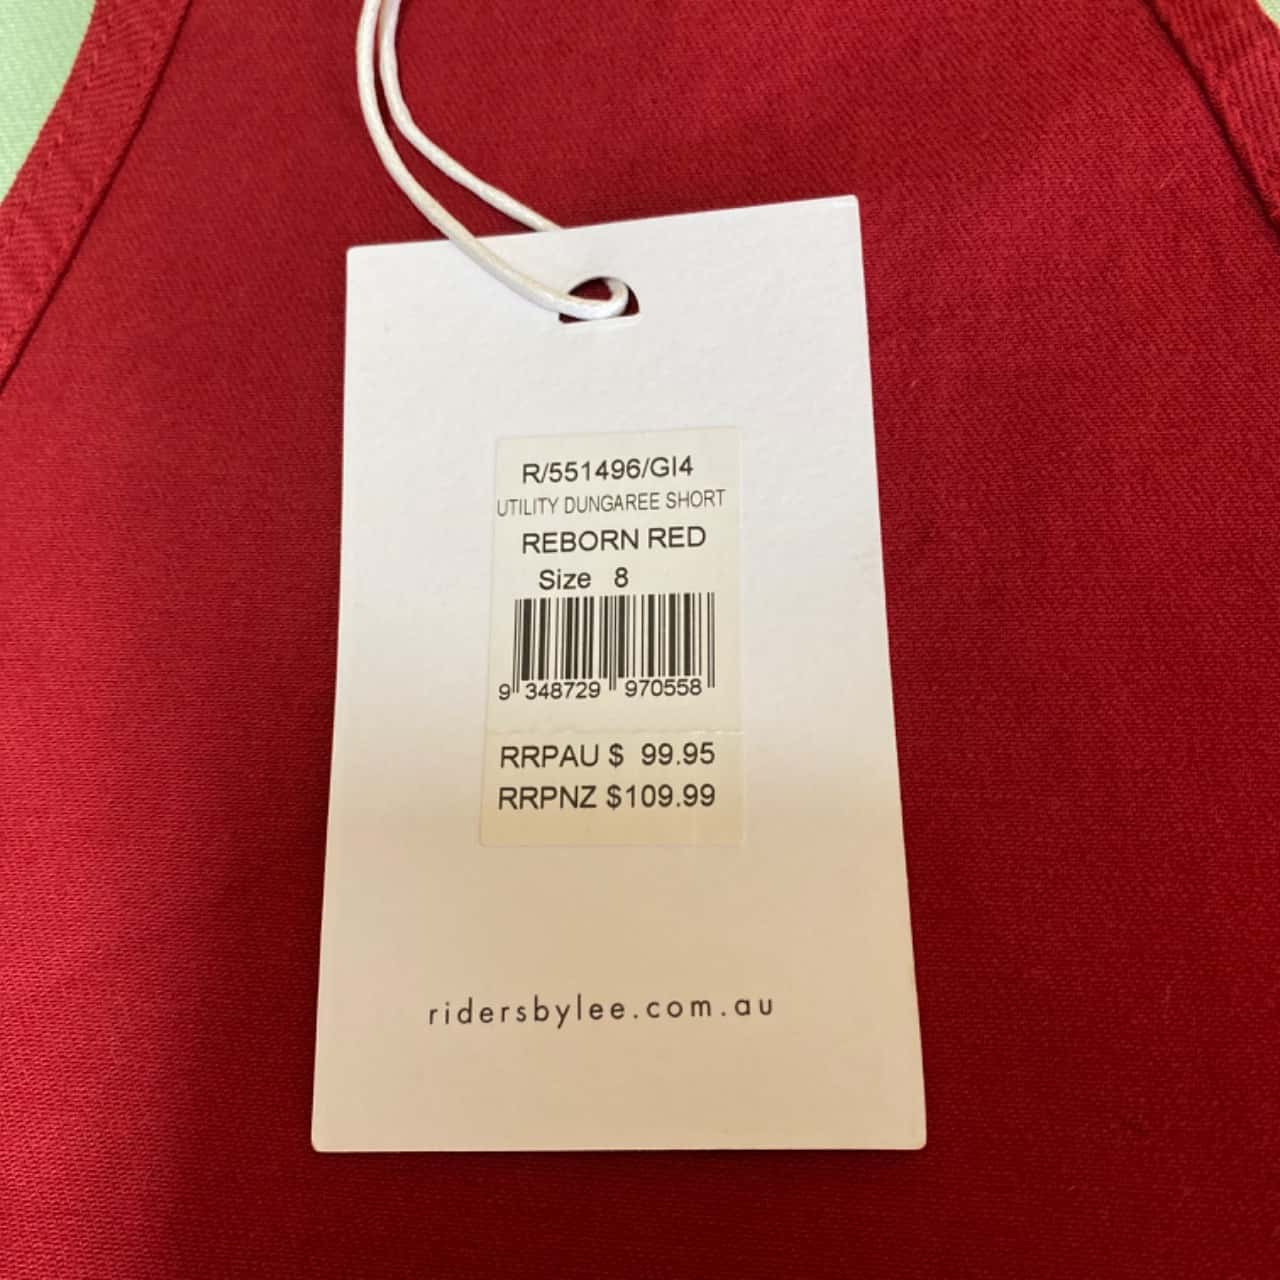 R/551496/GI4
UTILITY DUNGAREE SHORT
REBORN RED
Size 8
9 348729 970558
RRPAU $ 99.95
RRPNZ $109.99
ridersbylee.com.au